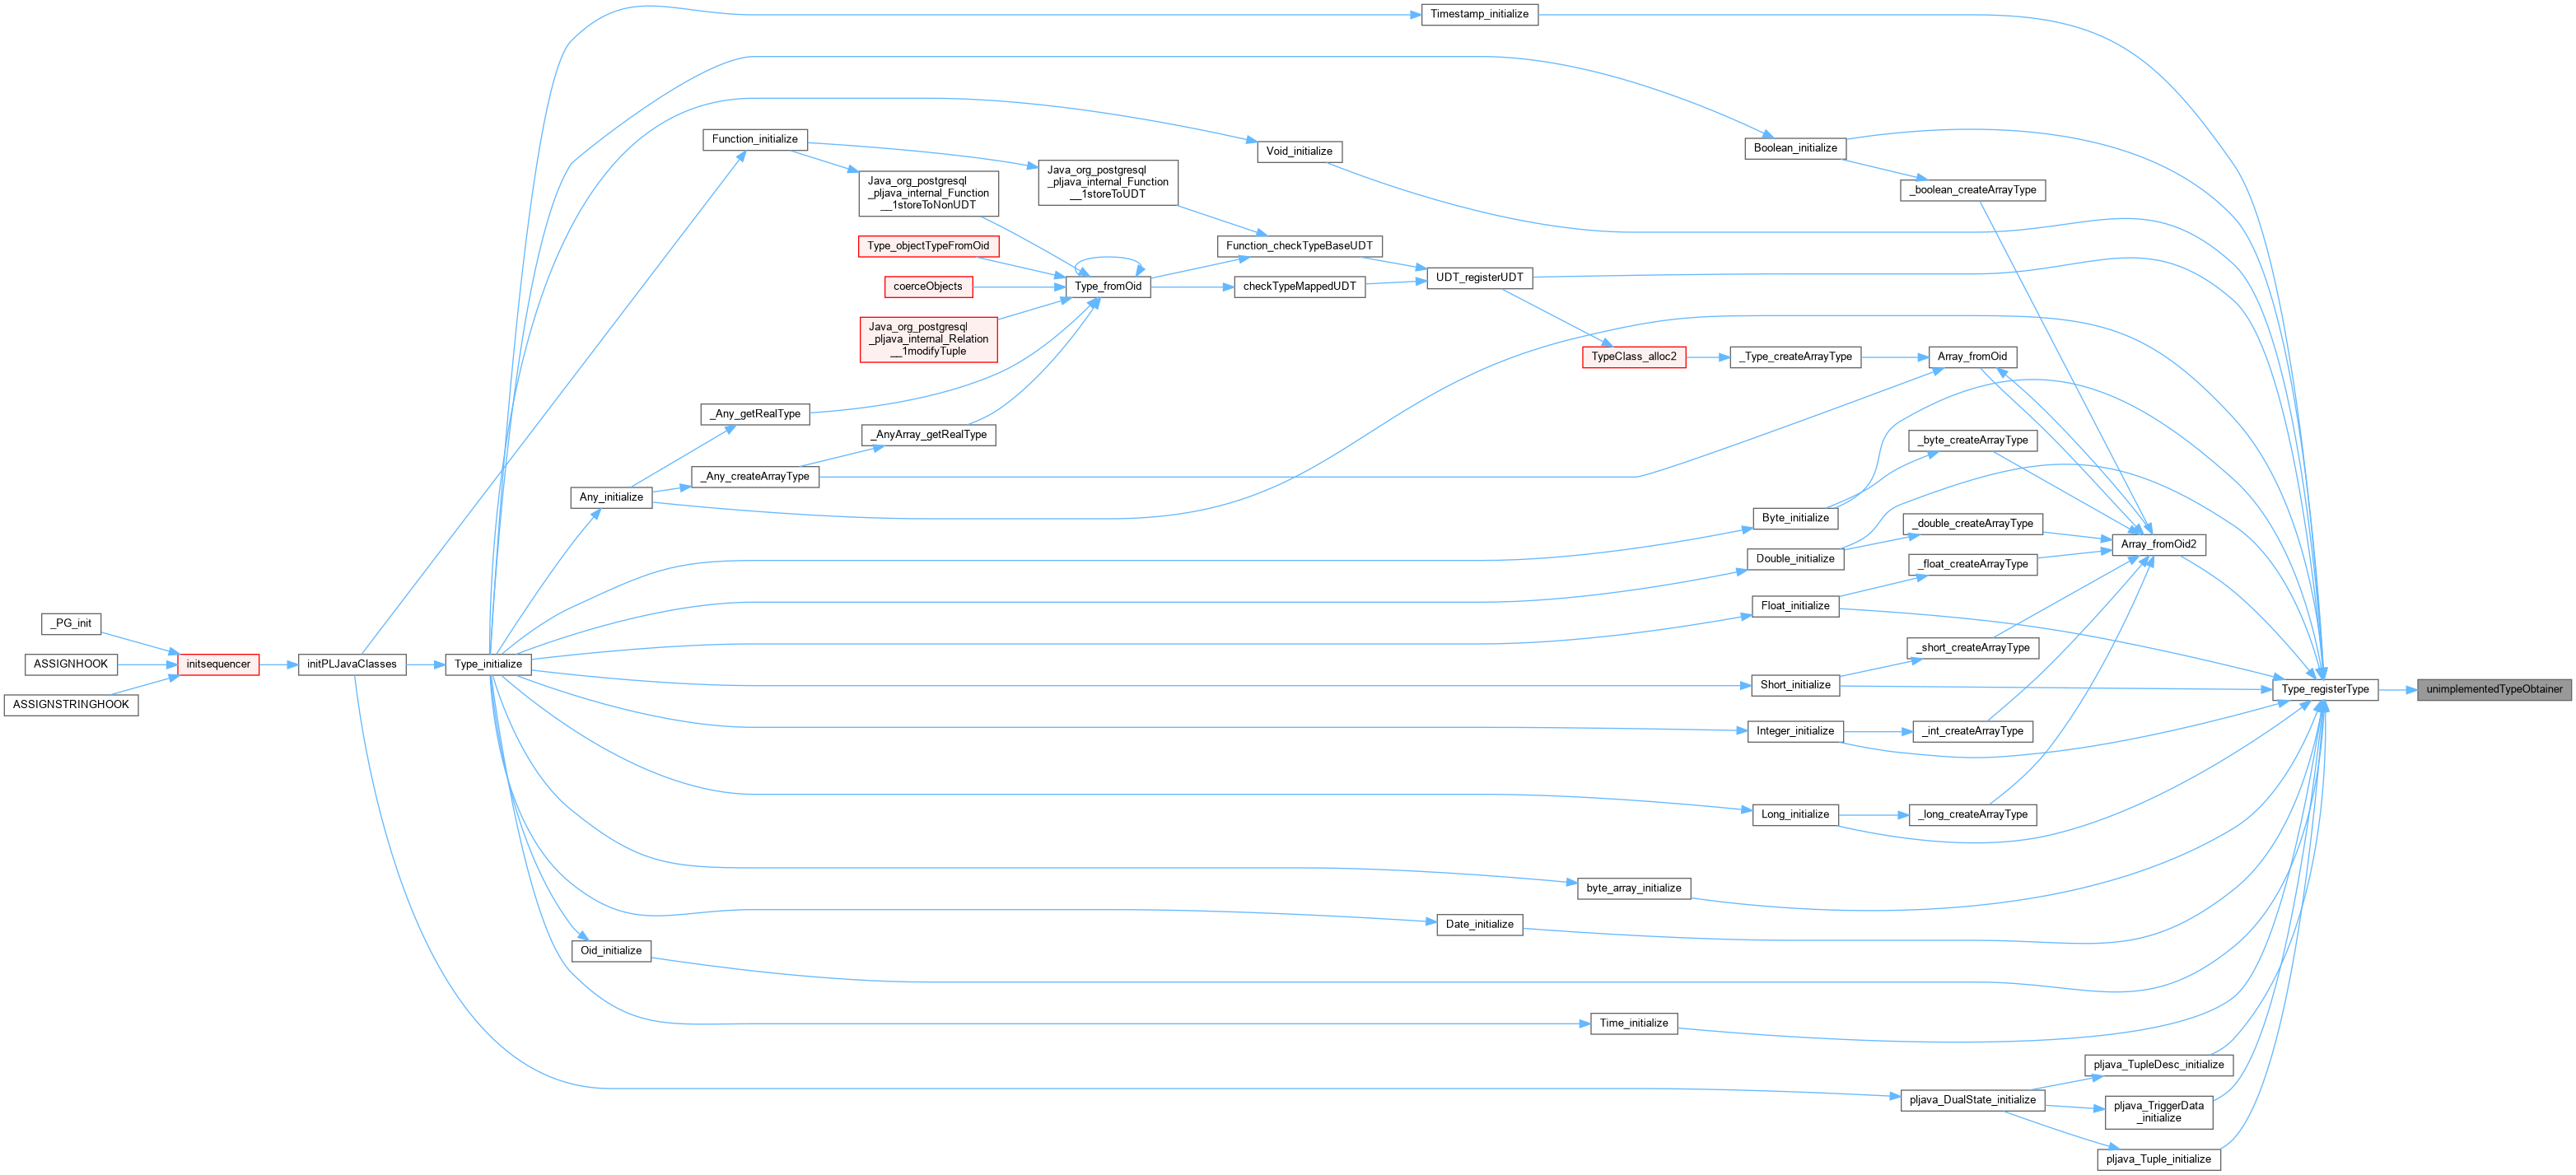 Timestamp_initialize
Function_initialize
Void_initialize
Boolean_initialize
Java_org_postgresql
_pljava_internal_Function
__1storeToNonUDT
Java_org_postgresql
_pljava_internal_Function
__1storeToUDT
_boolean_createArrayType
Type_objectTypeFromOid
Function_checkTypeBaseUDT
coerceObjects
Type_fromOid
checkTypeMappedUDT
UDT_registerUDT
Java_org_postgresql
_pljava_internal_Relation
__1modifyTuple
TypeClass_alloc2
_Type_createArrayType
Array_fromOid
_Any_getRealType
_AnyArray_getRealType
_byte_createArrayType
_Any_createArrayType
Any_initialize
Byte_initialize
_double_createArrayType
Array_fromOid2
Double_initialize
_float_createArrayType
Float_initialize
_PG_init
_short_createArrayType
ASSIGNHOOK
initsequencer
initPLJavaClasses
Type_initialize
Short_initialize
Type_registerType
unimplementedTypeObtainer
ASSIGNSTRINGHOOK
Integer_initialize
_int_createArrayType
Long_initialize
_long_createArrayType
byte_array_initialize
Date_initialize
Oid_initialize
Time_initialize
pljava_TupleDesc_initialize
pljava_DualState_initialize
pljava_TriggerData
_initialize
pljava_Tuple_initialize